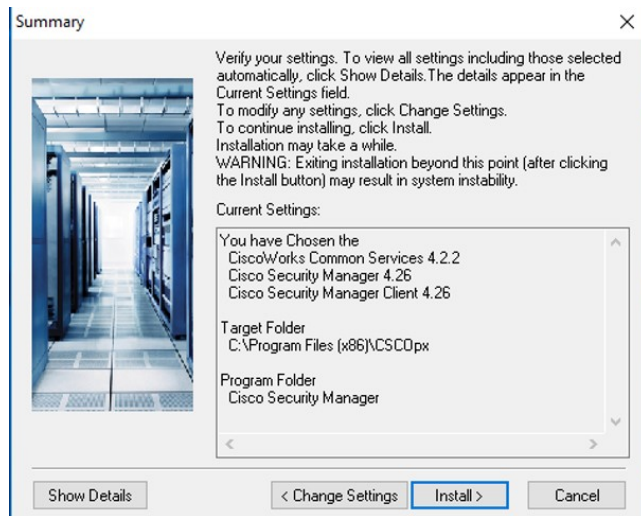 Summary
Verify your settings. To view all settings including those selected
automatically, click Show Details.The details appear in the
Current Settings field.
To modify any settings, click Change Settings.
To continue installing, click Install.
Installation may take a while.
WARNING: Exiting installation beyond this point (after clicking
the Install button) may result in system instability.
Current Settings:
You have Chosen the
CiscoWorks Common Services 4.2.2
Cisco Security Manager 4.26
Cisco Security Manager Client 4.26
Target Folder
C:\Program Files (x86)\CSCOpx
Program Folder
Cisco Security Manager
Show Details
< Change Settings
Install >
Cancel